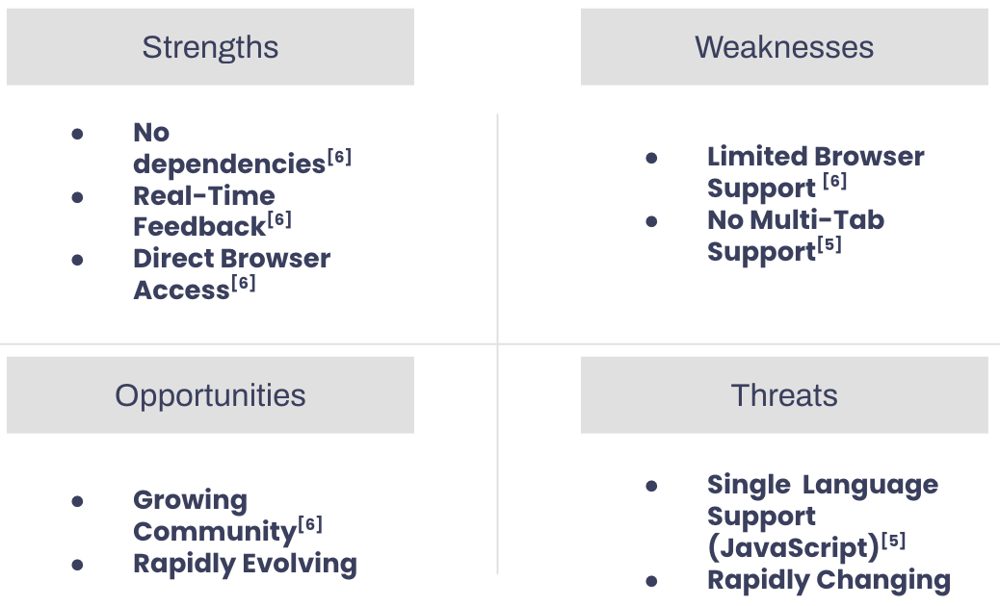 Strengths
● No
dependencies[6]
● Real-Time
Feedback[6]
● Direct Browser
Access[6]
Weaknesses
● Limited Browser
Support [6]
● No Multi-Tab
Support[5]
Opportunities
● Growing
Community[6]
● Rapidly Evolving
Threats
● Single  Language
Support
(JavaScript)[5]
● Rapidly Changing